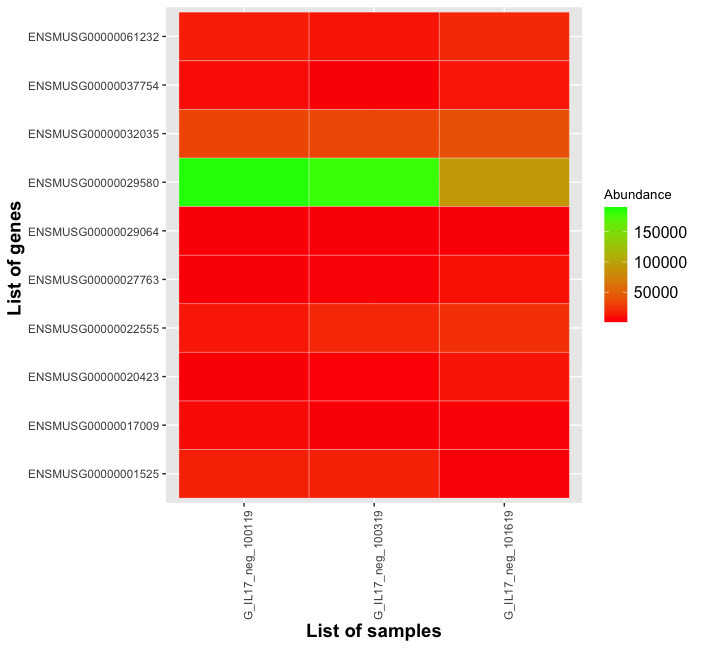 List of genes
ENSMUSG00000061232
ENSMUSG00000037754
ENSMUSG00000032035
ENSMUSG00000029580
ENSMUSG00000029064
ENSMUSG00000027763
ENSMUSG00000022555
ENSMUSG00000020423
ENSMUSG00000017009
ENSMUSG00000001525
G_IL17_neg_100119
G_IL17_neg_100319
G_IL17_neg_101619
List of samples
Abundance
150000
100000
50000